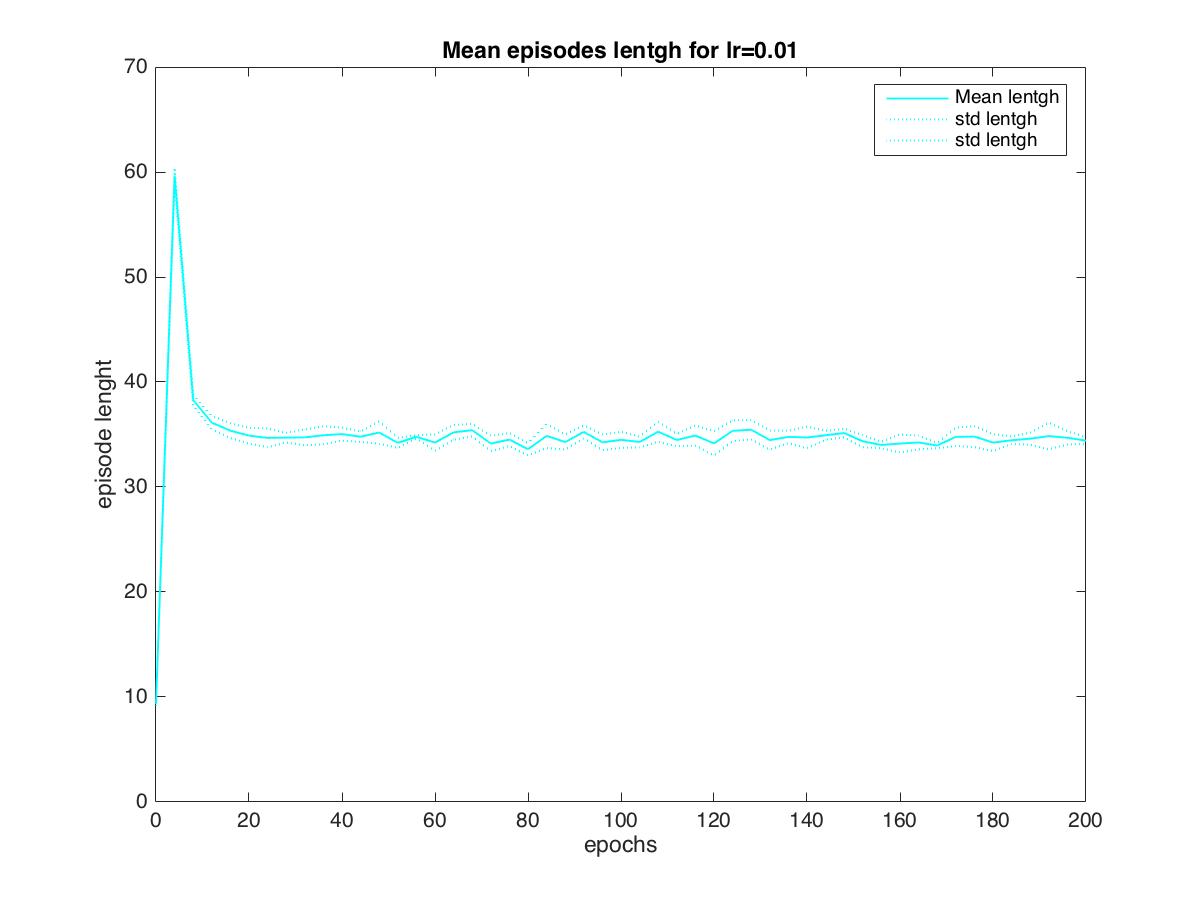 Mean episodes lentgh for lr=0.01
70
60
50
40
30
20
10
0
episode lenght
Mean lentgh
std lentgh
std lentgh
0 20 40 60 80 100 120 140 160 180 200
epochs